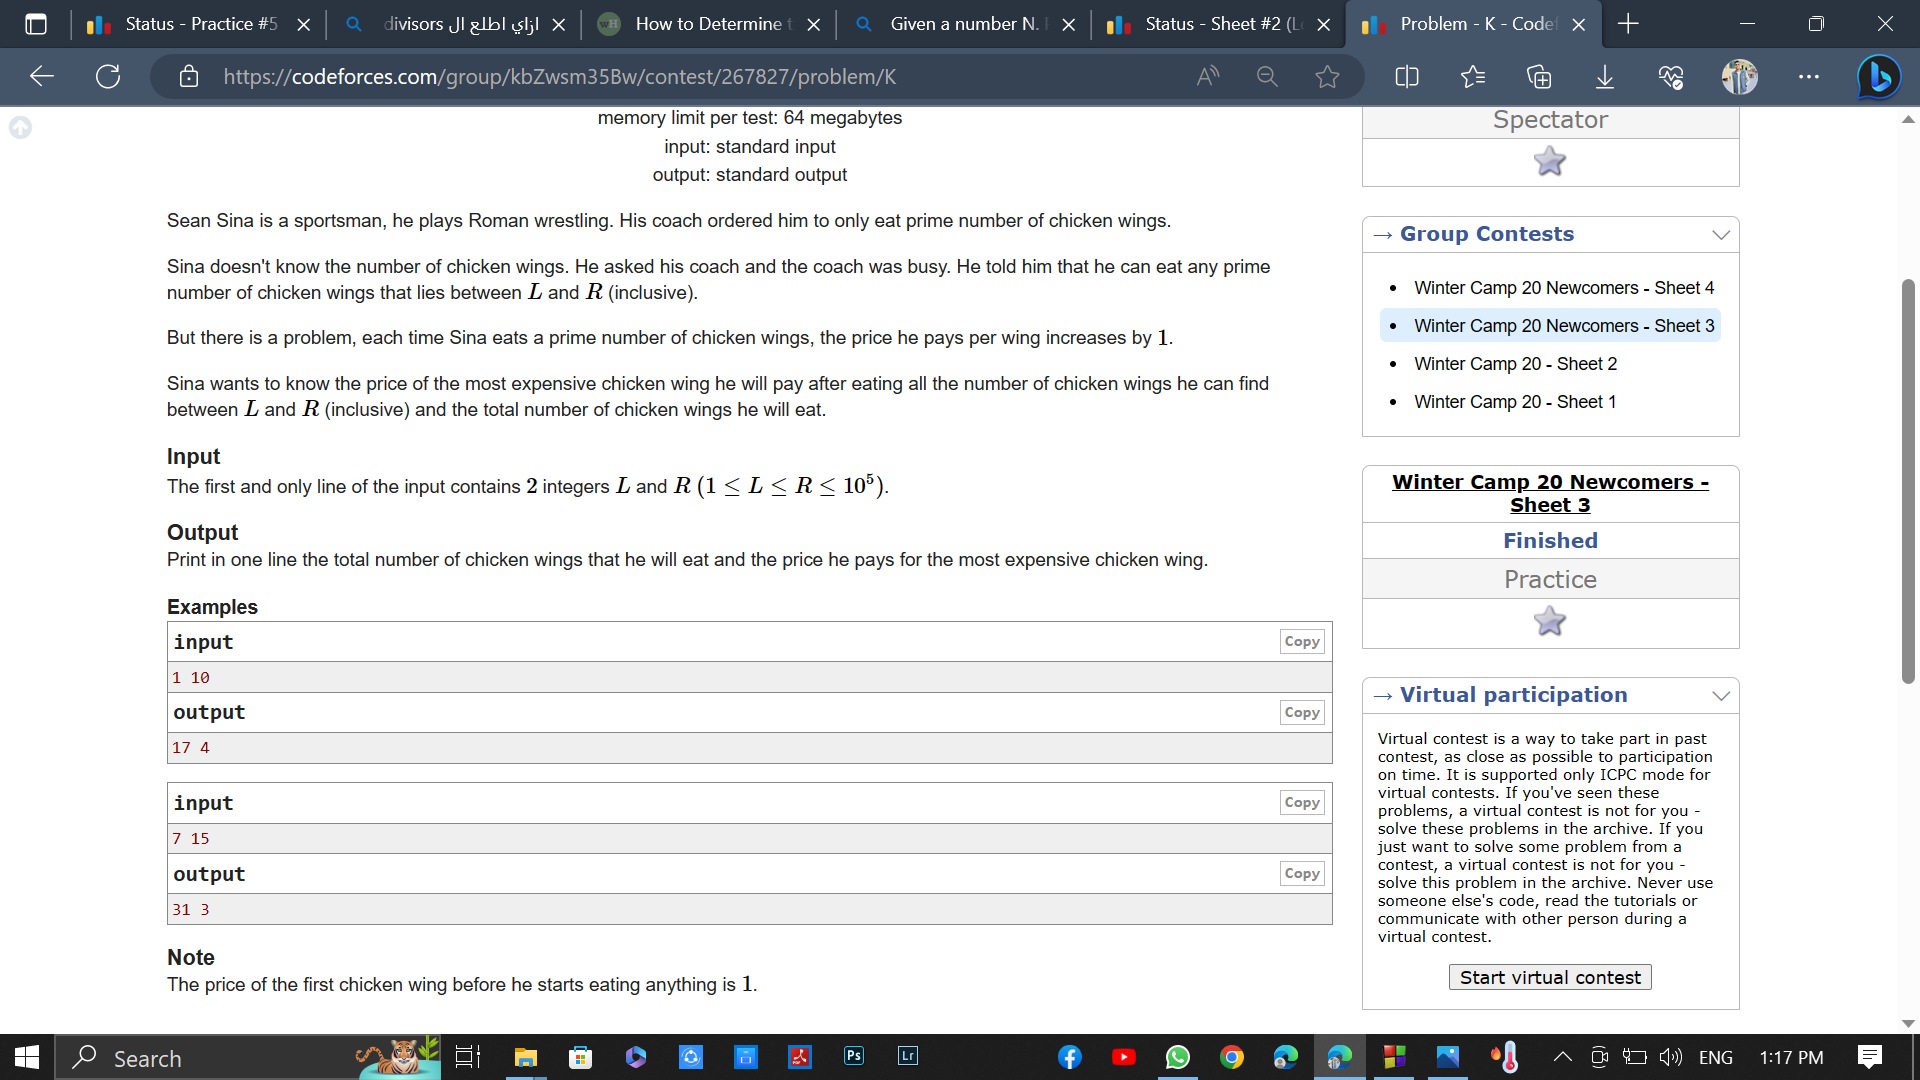 Status - Practice #5
ازاي اطلع ال divisors
How to Determine t
Given a number N.
Status - Sheet #2 (L
Problem - K - Codef
https://codeforces.com/group/kbZwsm35Bw/contest/267827/problem/K
memory limit per test: 64 megabytes
input: standard input
output: standard output
Sean Sina is a sportsman, he plays Roman wrestling. His coach ordered him to only eat prime number of chicken wings.
Sina doesn't know the number of chicken wings. He asked his coach and the coach was busy. He told him that he can eat any prime
number of chicken wings that lies between L and R (inclusive).
But there is a problem, each time Sina eats a prime number of chicken wings, the price he pays per wing increases by 1.
Sina wants to know the price of the most expensive chicken wing he will pay after eating all the number of chicken wings he can find
between L and R (inclusive) and the total number of chicken wings he will eat.
Input
The first and only line of the input contains 2 integers L and R (1 ≤ L ≤ R ≤ 10⁵).
Output
Print in one line the total number of chicken wings that he will eat and the price he pays for the most expensive chicken wing.
Examples
input
Copy
1 10
output
Copy
17 4
input
Copy
7 15
output
Copy
31 3
Note
The price of the first chicken wing before he starts eating anything is 1.
Spectator
→ Group Contests
• Winter Camp 20 Newcomers - Sheet 4
• Winter Camp 20 Newcomers - Sheet 3
• Winter Camp 20 - Sheet 2
• Winter Camp 20 - Sheet 1
Winter Camp 20 Newcomers -
Sheet 3
Finished
Practice
→ Virtual participation
Virtual contest is a way to take part in past
contest, as close as possible to participation
on time. It is supported only ICPC mode for
virtual contests. If you've seen these
problems, a virtual contest is not for you -
solve these problems in the archive. If you
just want to solve some problem from a
contest, a virtual contest is not for you -
solve this problem in the archive. Never use
someone else's code, read the tutorials or
communicate with other person during a
virtual contest.
Start virtual contest
Search
Ps
Lr
ENG
1:17 PM